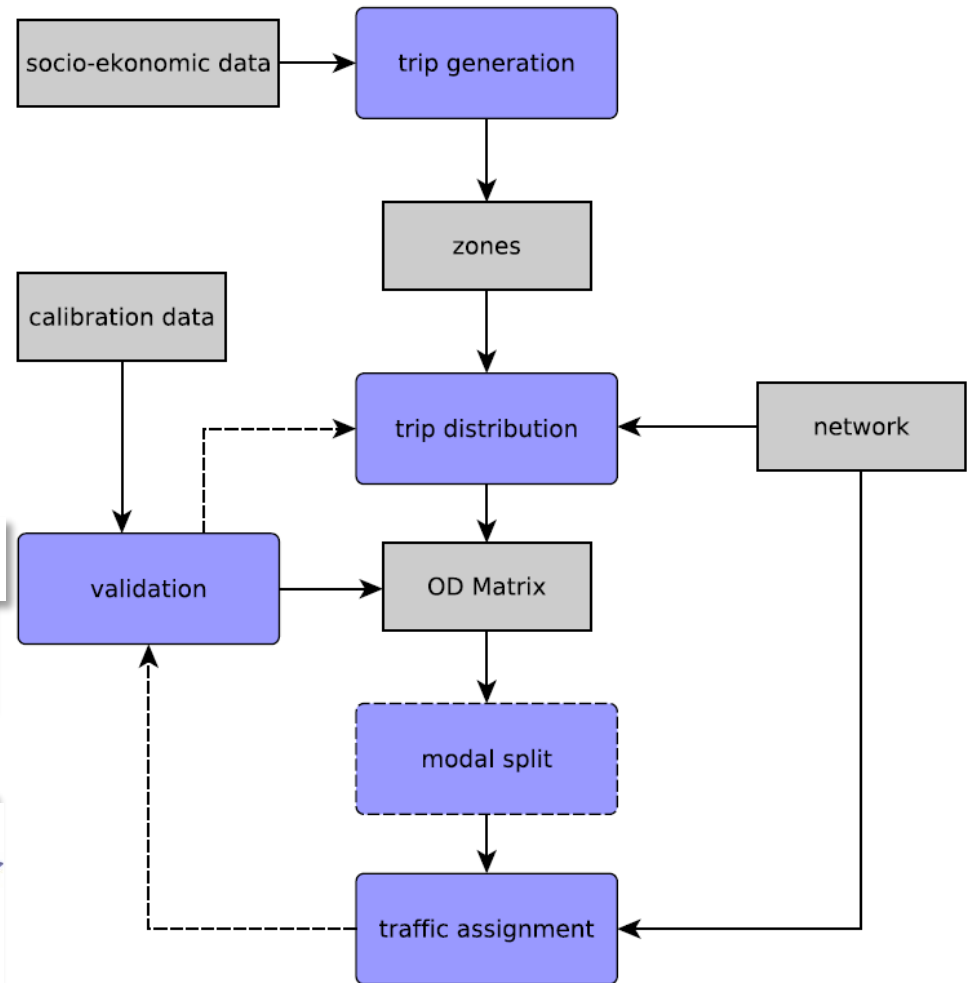 socio-ekonomic data
trip generation
zones
calibration data
trip distribution
network
validation
OD Matrix
modal split
traffic assignment